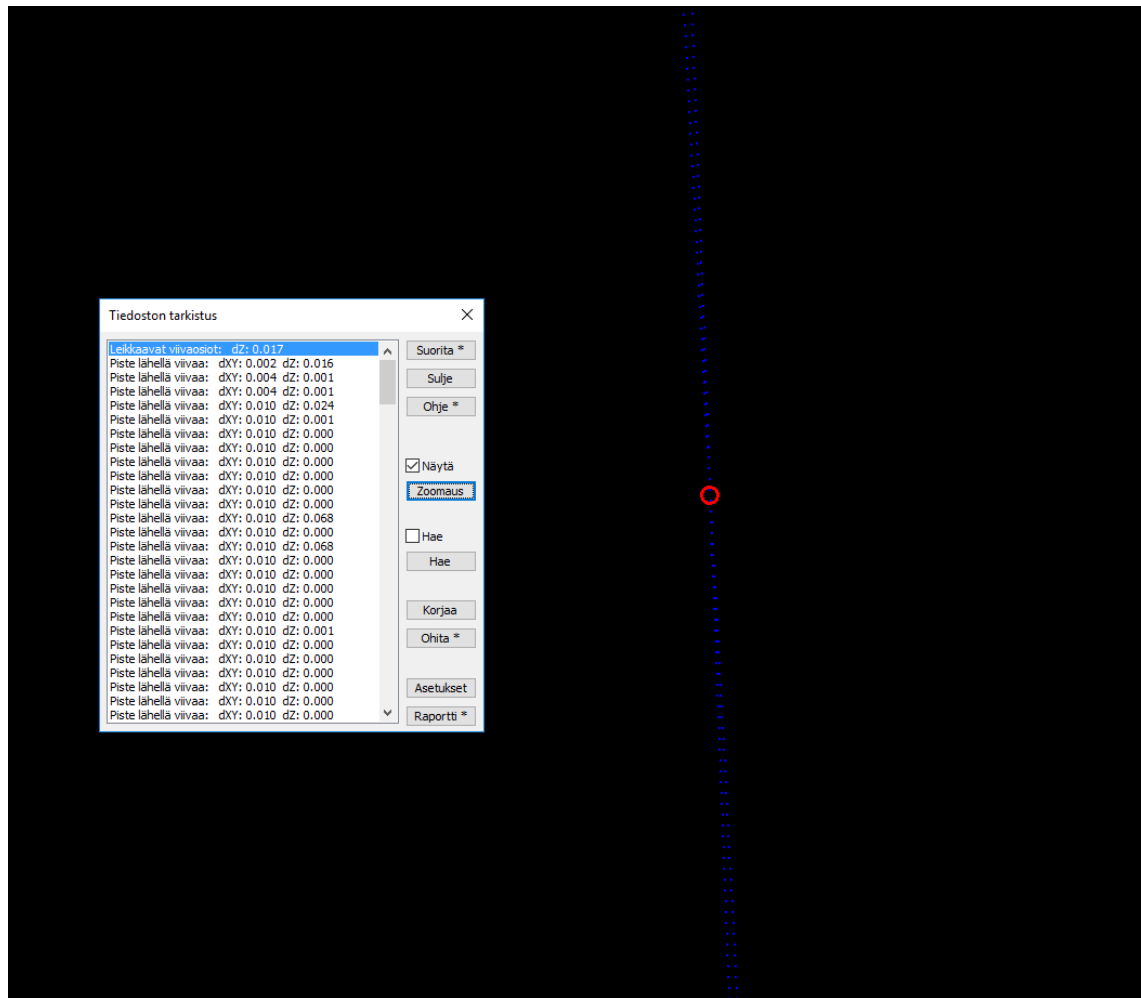 Tiedoston tarkistus
Leikkaavat viivaosiot: dZ: 0.017
Piste lähellä viivaa: dXY: 0.002 dZ: 0.016
Piste lähellä viivaa: dXY: 0.004 dZ: 0.001
Piste lähellä viivaa: dXY: 0.004 dZ: 0.001
Piste lähellä viivaa: dXY: 0.010 dZ: 0.024
Piste lähellä viivaa: dXY: 0.010 dZ: 0.001
Piste lähellä viivaa: dXY: 0.010 dZ: 0.000
Piste lähellä viivaa: dXY: 0.010 dZ: 0.000
Piste lähellä viivaa: dXY: 0.010 dZ: 0.000
Piste lähellä viivaa: dXY: 0.010 dZ: 0.000
Piste lähellä viivaa: dXY: 0.010 dZ: 0.000
Piste lähellä viivaa: dXY: 0.010 dZ: 0.000
Piste lähellä viivaa: dXY: 0.010 dZ: 0.068
Piste lähellä viivaa: dXY: 0.010 dZ: 0.000
Piste lähellä viivaa: dXY: 0.010 dZ: 0.068
Piste lähellä viivaa: dXY: 0.010 dZ: 0.000
Piste lähellä viivaa: dXY: 0.010 dZ: 0.000
Piste lähellä viivaa: dXY: 0.010 dZ: 0.000
Piste lähellä viivaa: dXY: 0.010 dZ: 0.000
Piste lähellä viivaa: dXY: 0.010 dZ: 0.000
Piste lähellä viivaa: dXY: 0.010 dZ: 0.001
Piste lähellä viivaa: dXY: 0.010 dZ: 0.000
Piste lähellä viivaa: dXY: 0.010 dZ: 0.000
Piste lähellä viivaa: dXY: 0.010 dZ: 0.000
Piste lähellä viivaa: dXY: 0.010 dZ: 0.000
Piste lähellä viivaa: dXY: 0.010 dZ: 0.000
Piste lähellä viivaa: dXY: 0.010 dZ: 0.000
Suorita *
Sulje
Ohje *
Näytä
Zoomaus
Hae
Hae
Korjaa
Ohita *
Asetukset
Raportti *